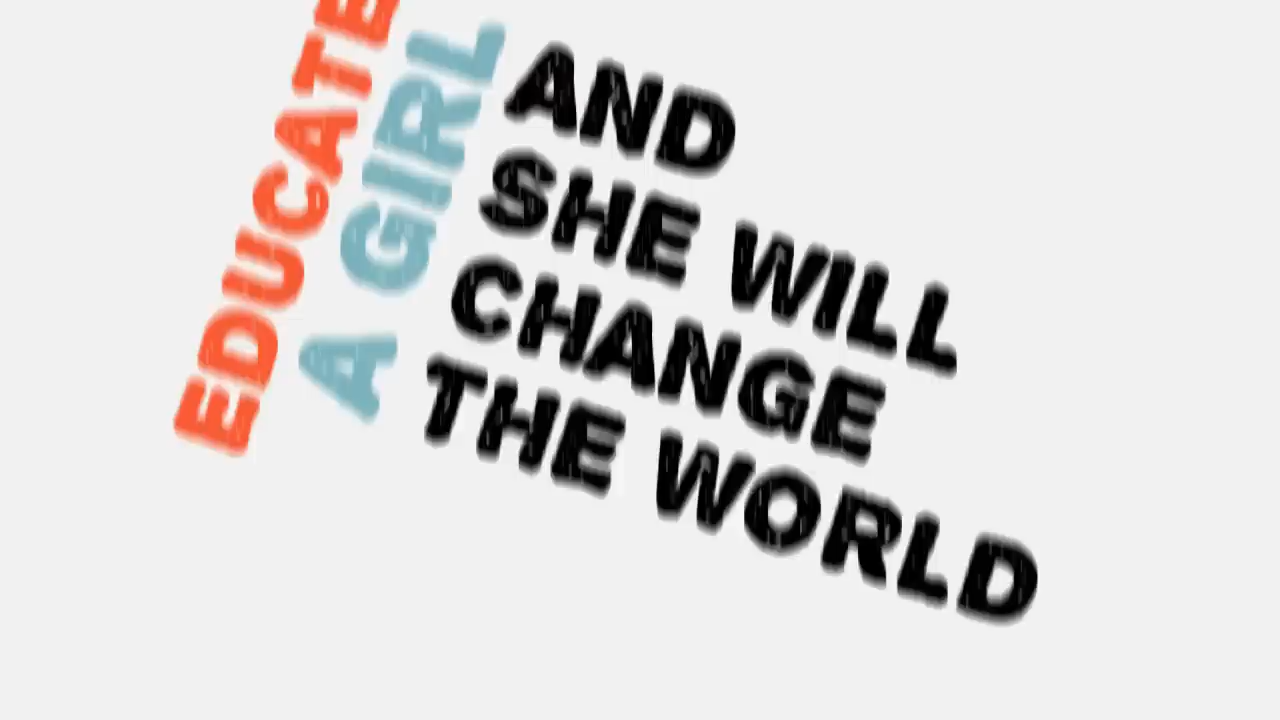 EDUCATE
A GIRL
AND
SHE WILL
CHANGE
THE WORLD